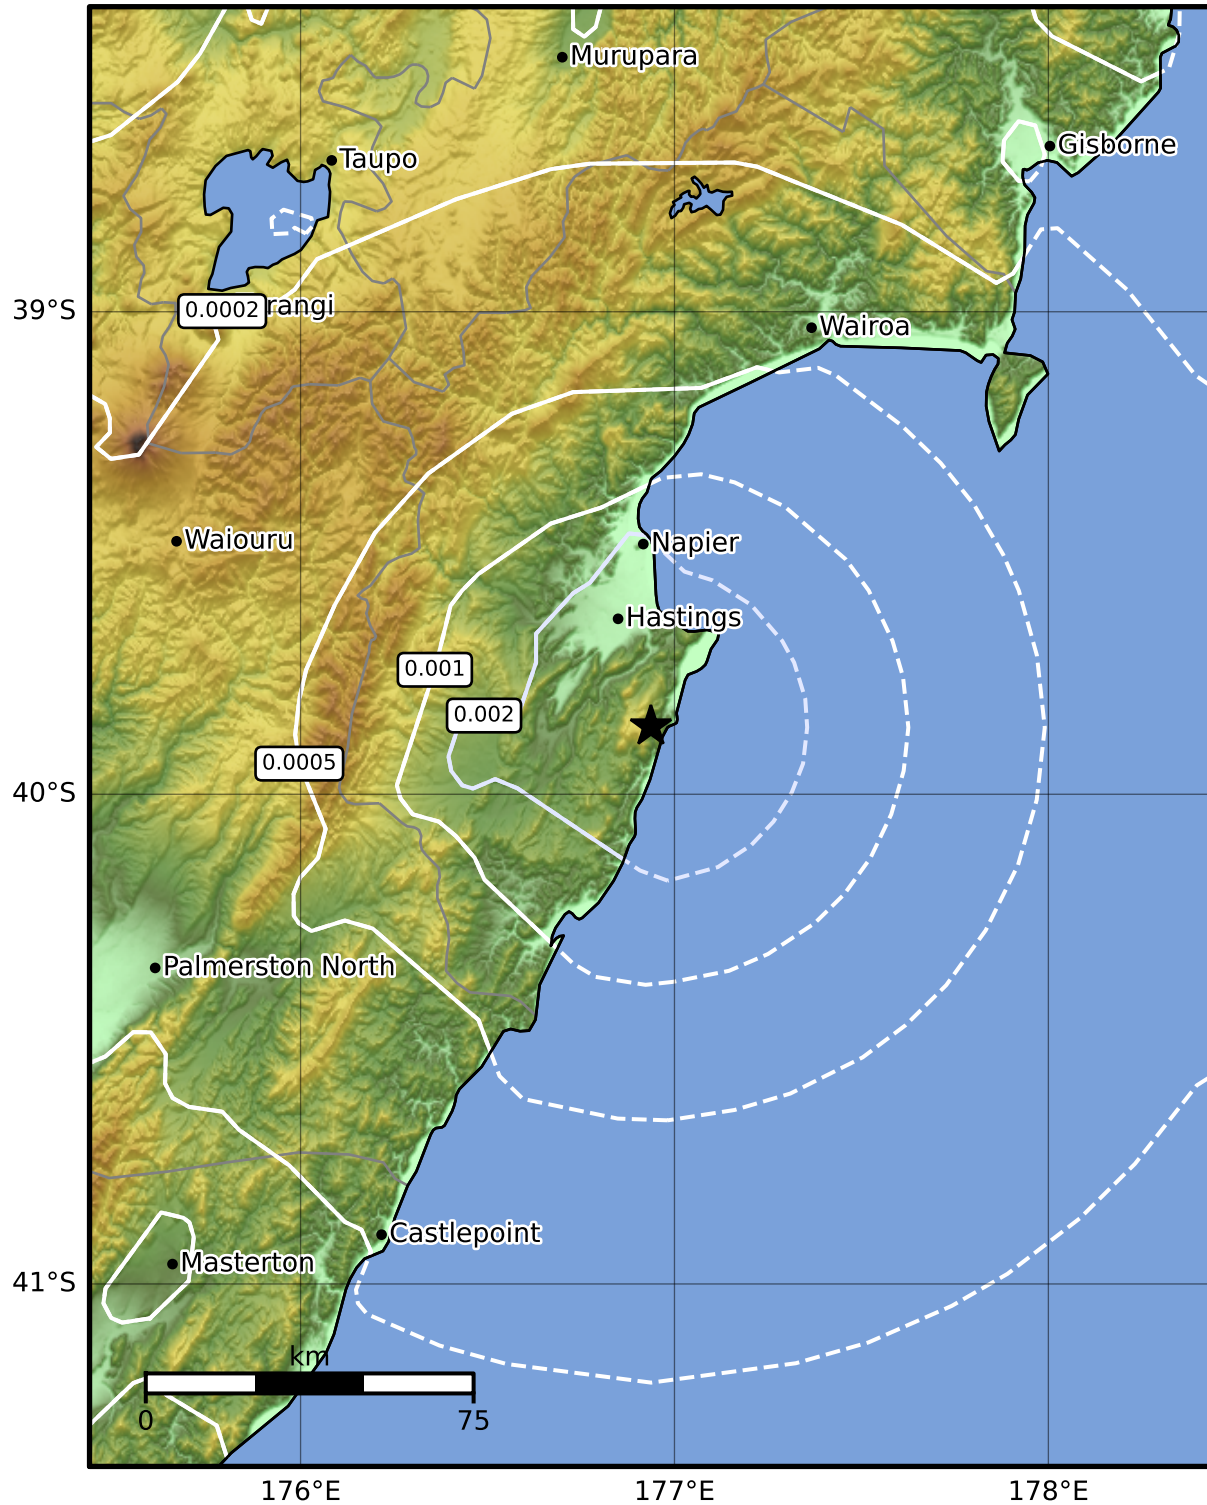 Murupara
Gisborne
Taupo
39°S
0.0002
rangi
Wairoa
Waiouru
Napier
Hastings
0.001
0.002
0.0005
40°S
Palmerston North
Castlepoint
Masterton
41°S
km
0
75
176°E
177°E
178°E